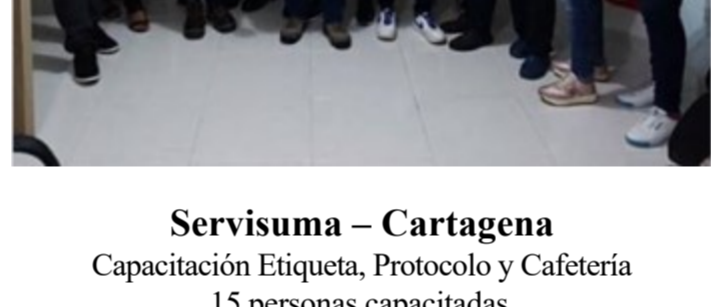 Servisuma – Cartagena
Capacitación Etiqueta, Protocolo y Cafetería
15 personas capacitadas